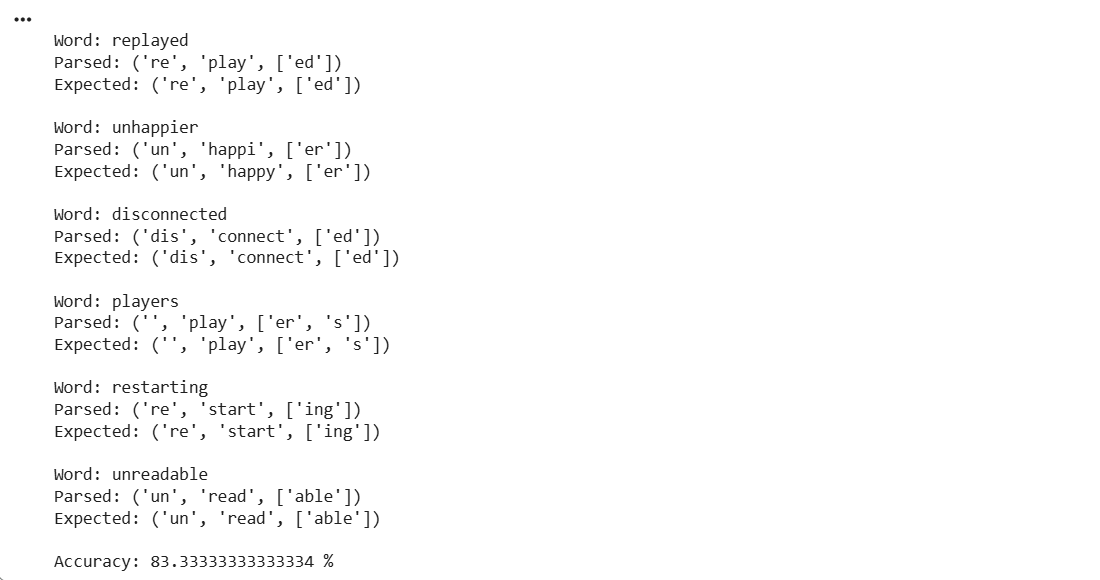 •••
Word: replayed
Parsed: ('re', 'play', ['ed'])
Expected: ('re', 'play', ['ed'])
Word: unhappier
Parsed: ('un', 'happi', ['er'])
Expected: ('un', 'happy', ['er'])
Word: disconnected
Parsed: ('dis', 'connect', ['ed'])
Expected: ('dis', 'connect', ['ed'])
Word: players
Parsed: ('', 'play', ['er', 's'])
Expected: ('', 'play', ['er', 's'])
Word: restarting
Parsed: ('re', 'start', ['ing'])
Expected: ('re', 'start', ['ing'])
Word: unreadable
Parsed: ('un', 'read', ['able'])
Expected: ('un', 'read', ['able'])
Accuracy: 83.33333333333334 %